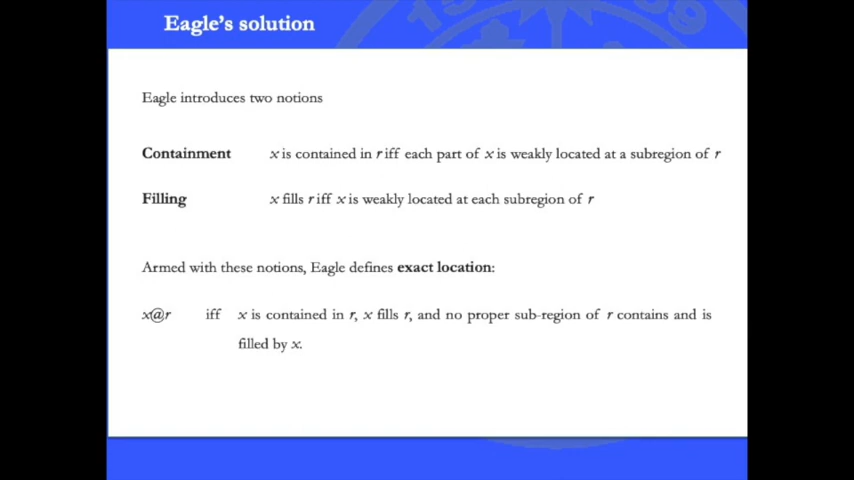 Eagle's solution
Eagle introduces two notions
Containment x is contained in r iff each part of x is weakly located at a subregion of r
Filling x fills r iff x is weakly located at each subregion of r
Armed with these notions, Eagle defines exact location:
x@r iff x is contained in r, x fills r, and no proper sub-region of r contains and is
filled by x.